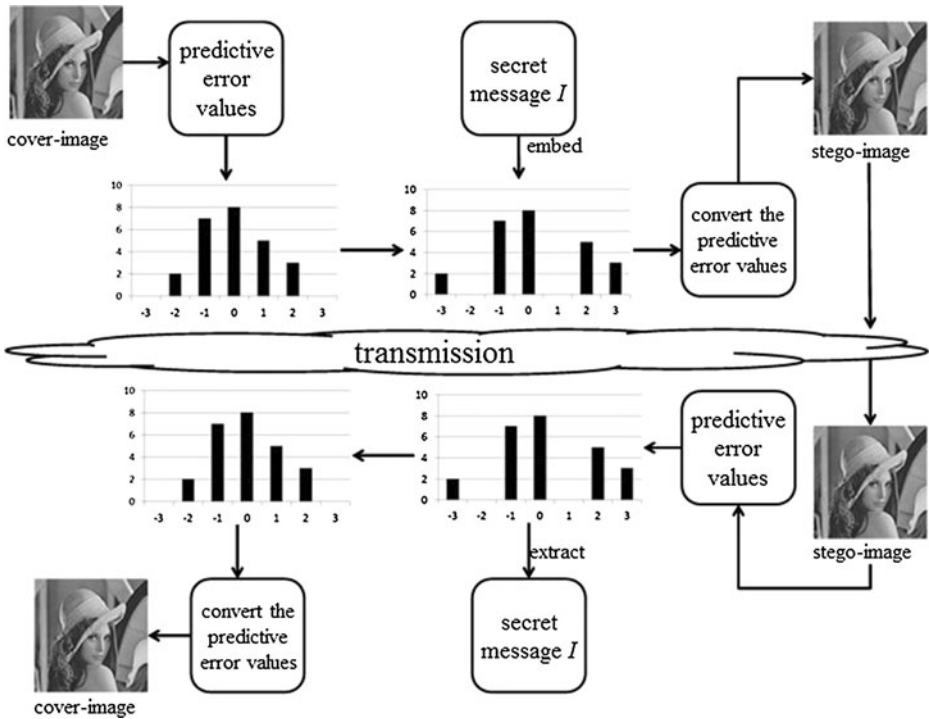 predictive
error
values
secret
message I
cover-image
embed
stego-image
convert the
predictive
error values
10
8
6
4
2
0
-3 -2 -1 0 1 2 3
10
8
6
4
2
0
-3 -2 -1 0 1 2 3
transmission
10
8
6
4
2
0
-3 -2 -1 0 1 2 3
10
8
6
4
2
0
-3 -2 -1 0 1 2 3
predictive
error
values
stego-image
extract
convert the
predictive
error values
secret
message I
cover-image